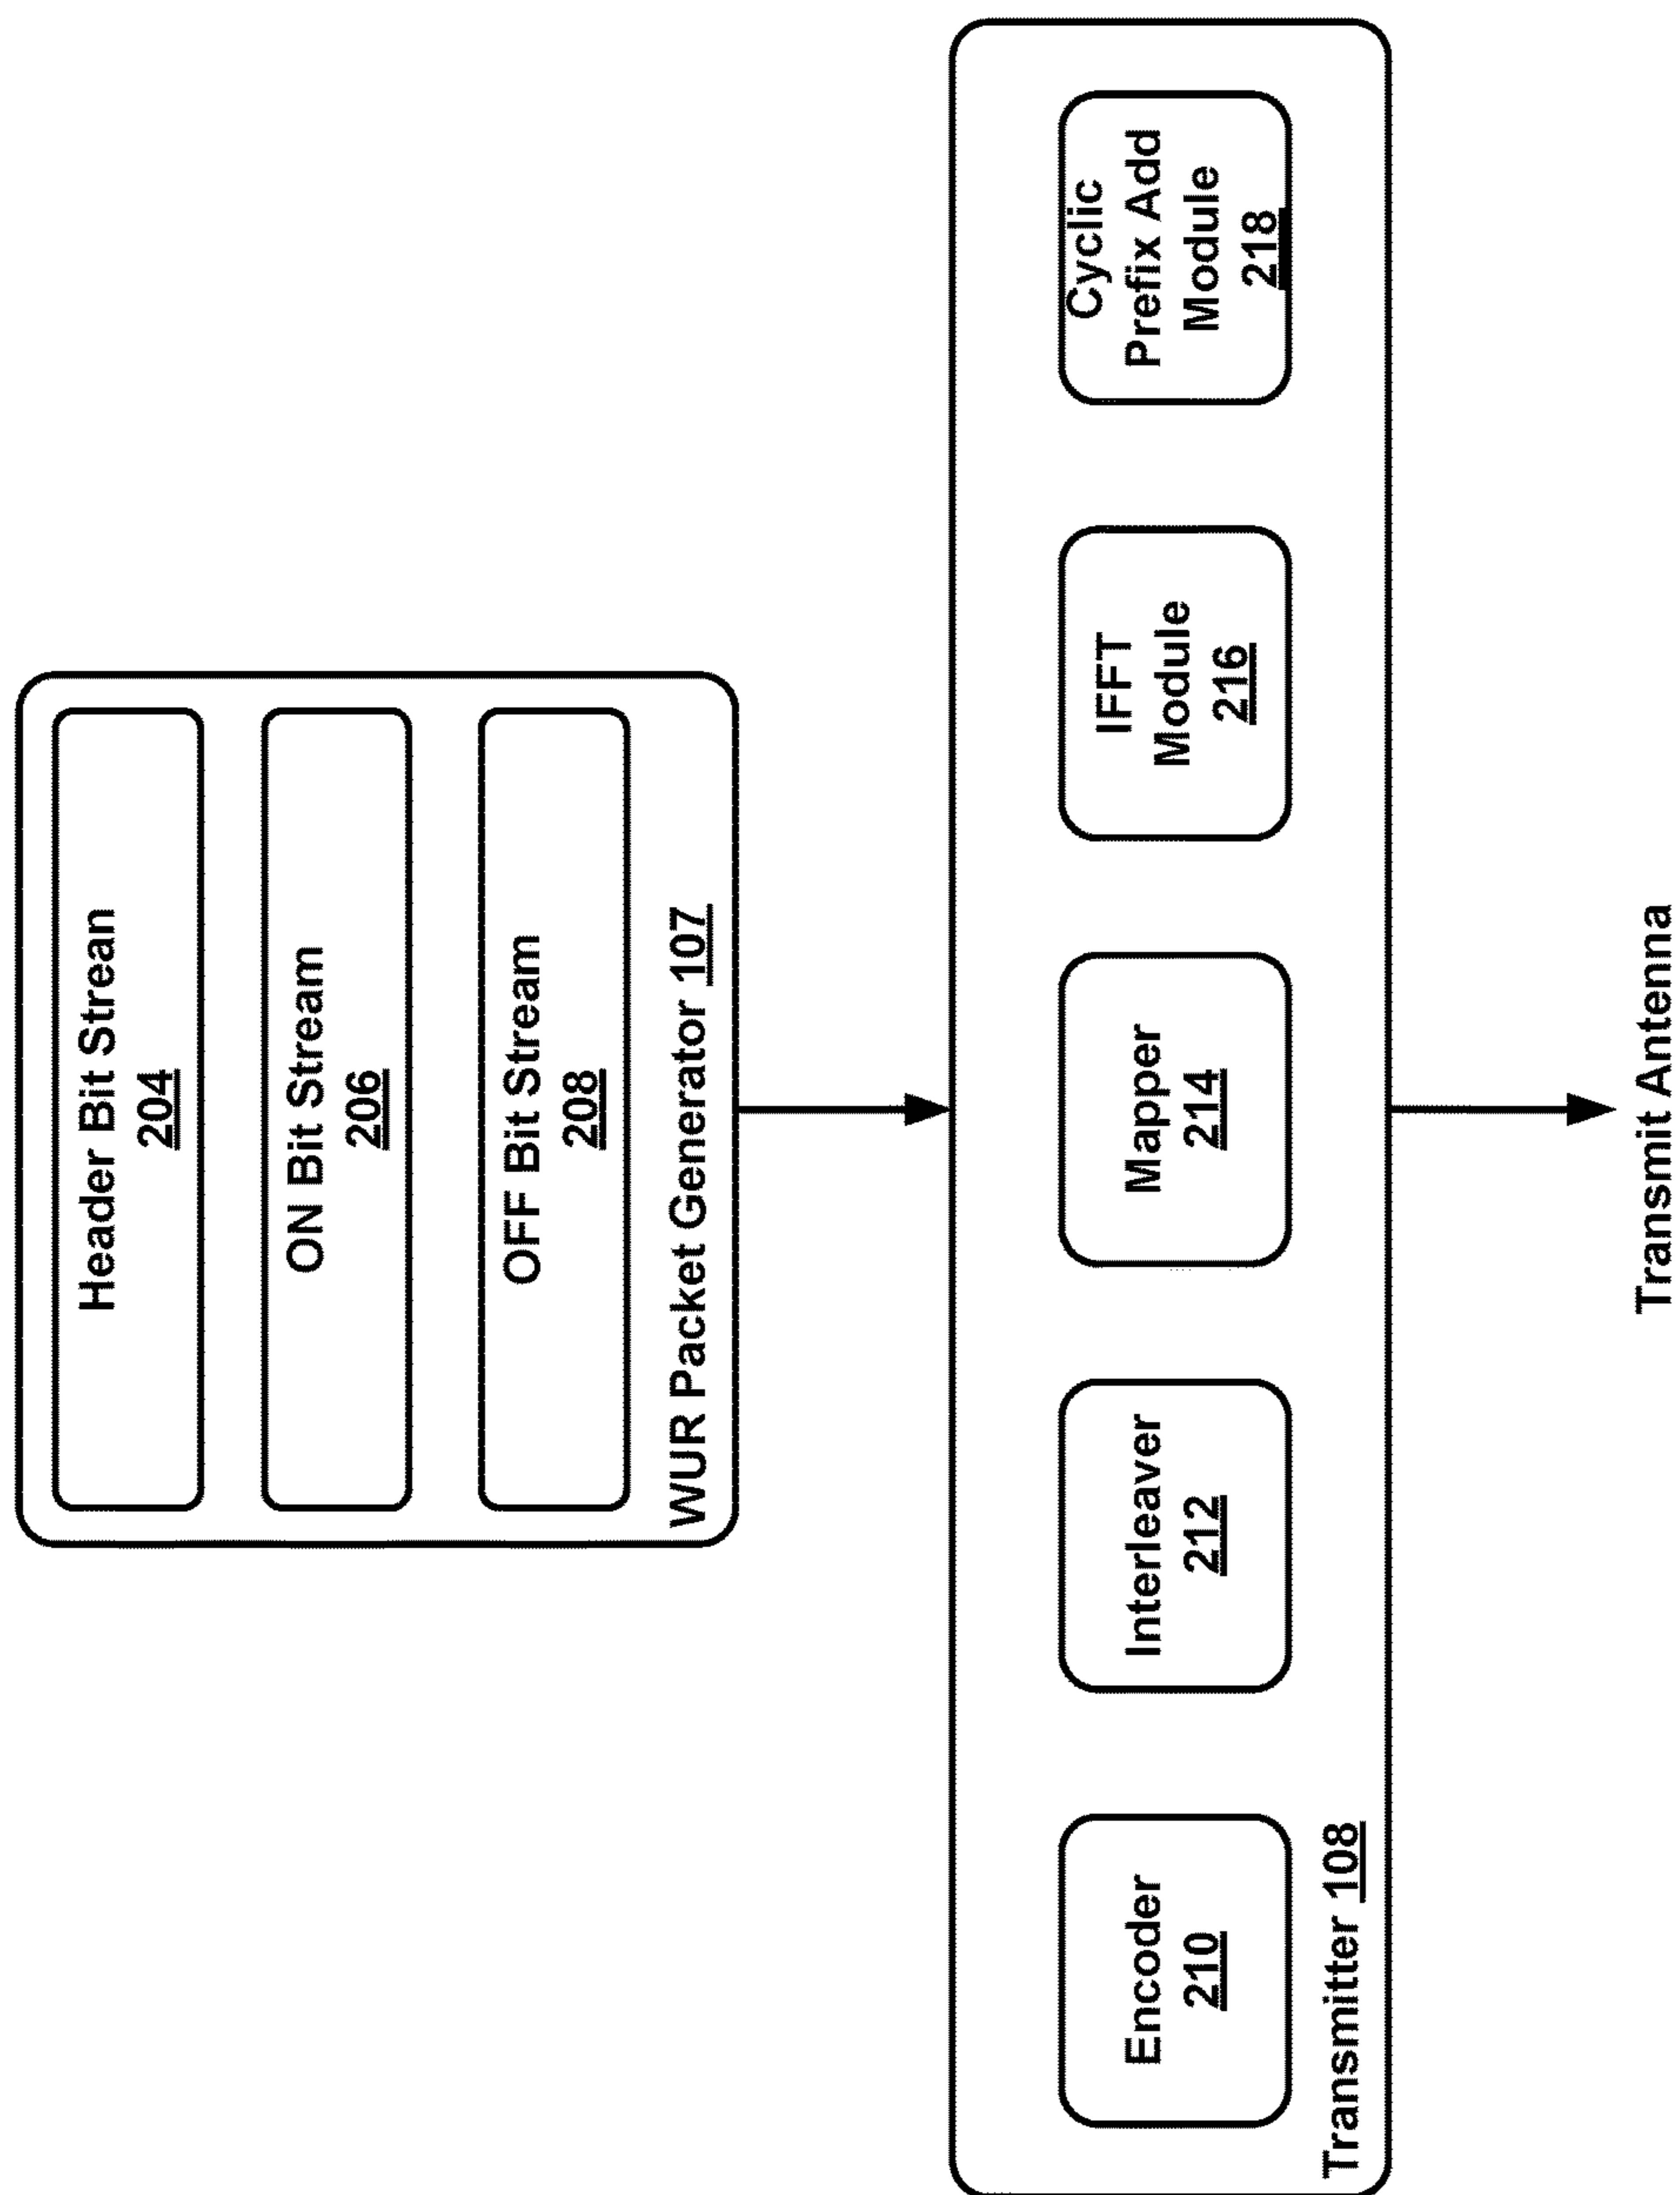 Header Bit Strean
204
ON Bit Stream
206
OFF Bit Stream
208
WUR Packet Generator 107
Encoder
210
Interleaver
212
Mapper
214
IFFT
Module
216
Cyclic
Prefix Add
Module
218
Transmitter 108
Transmit Antenna